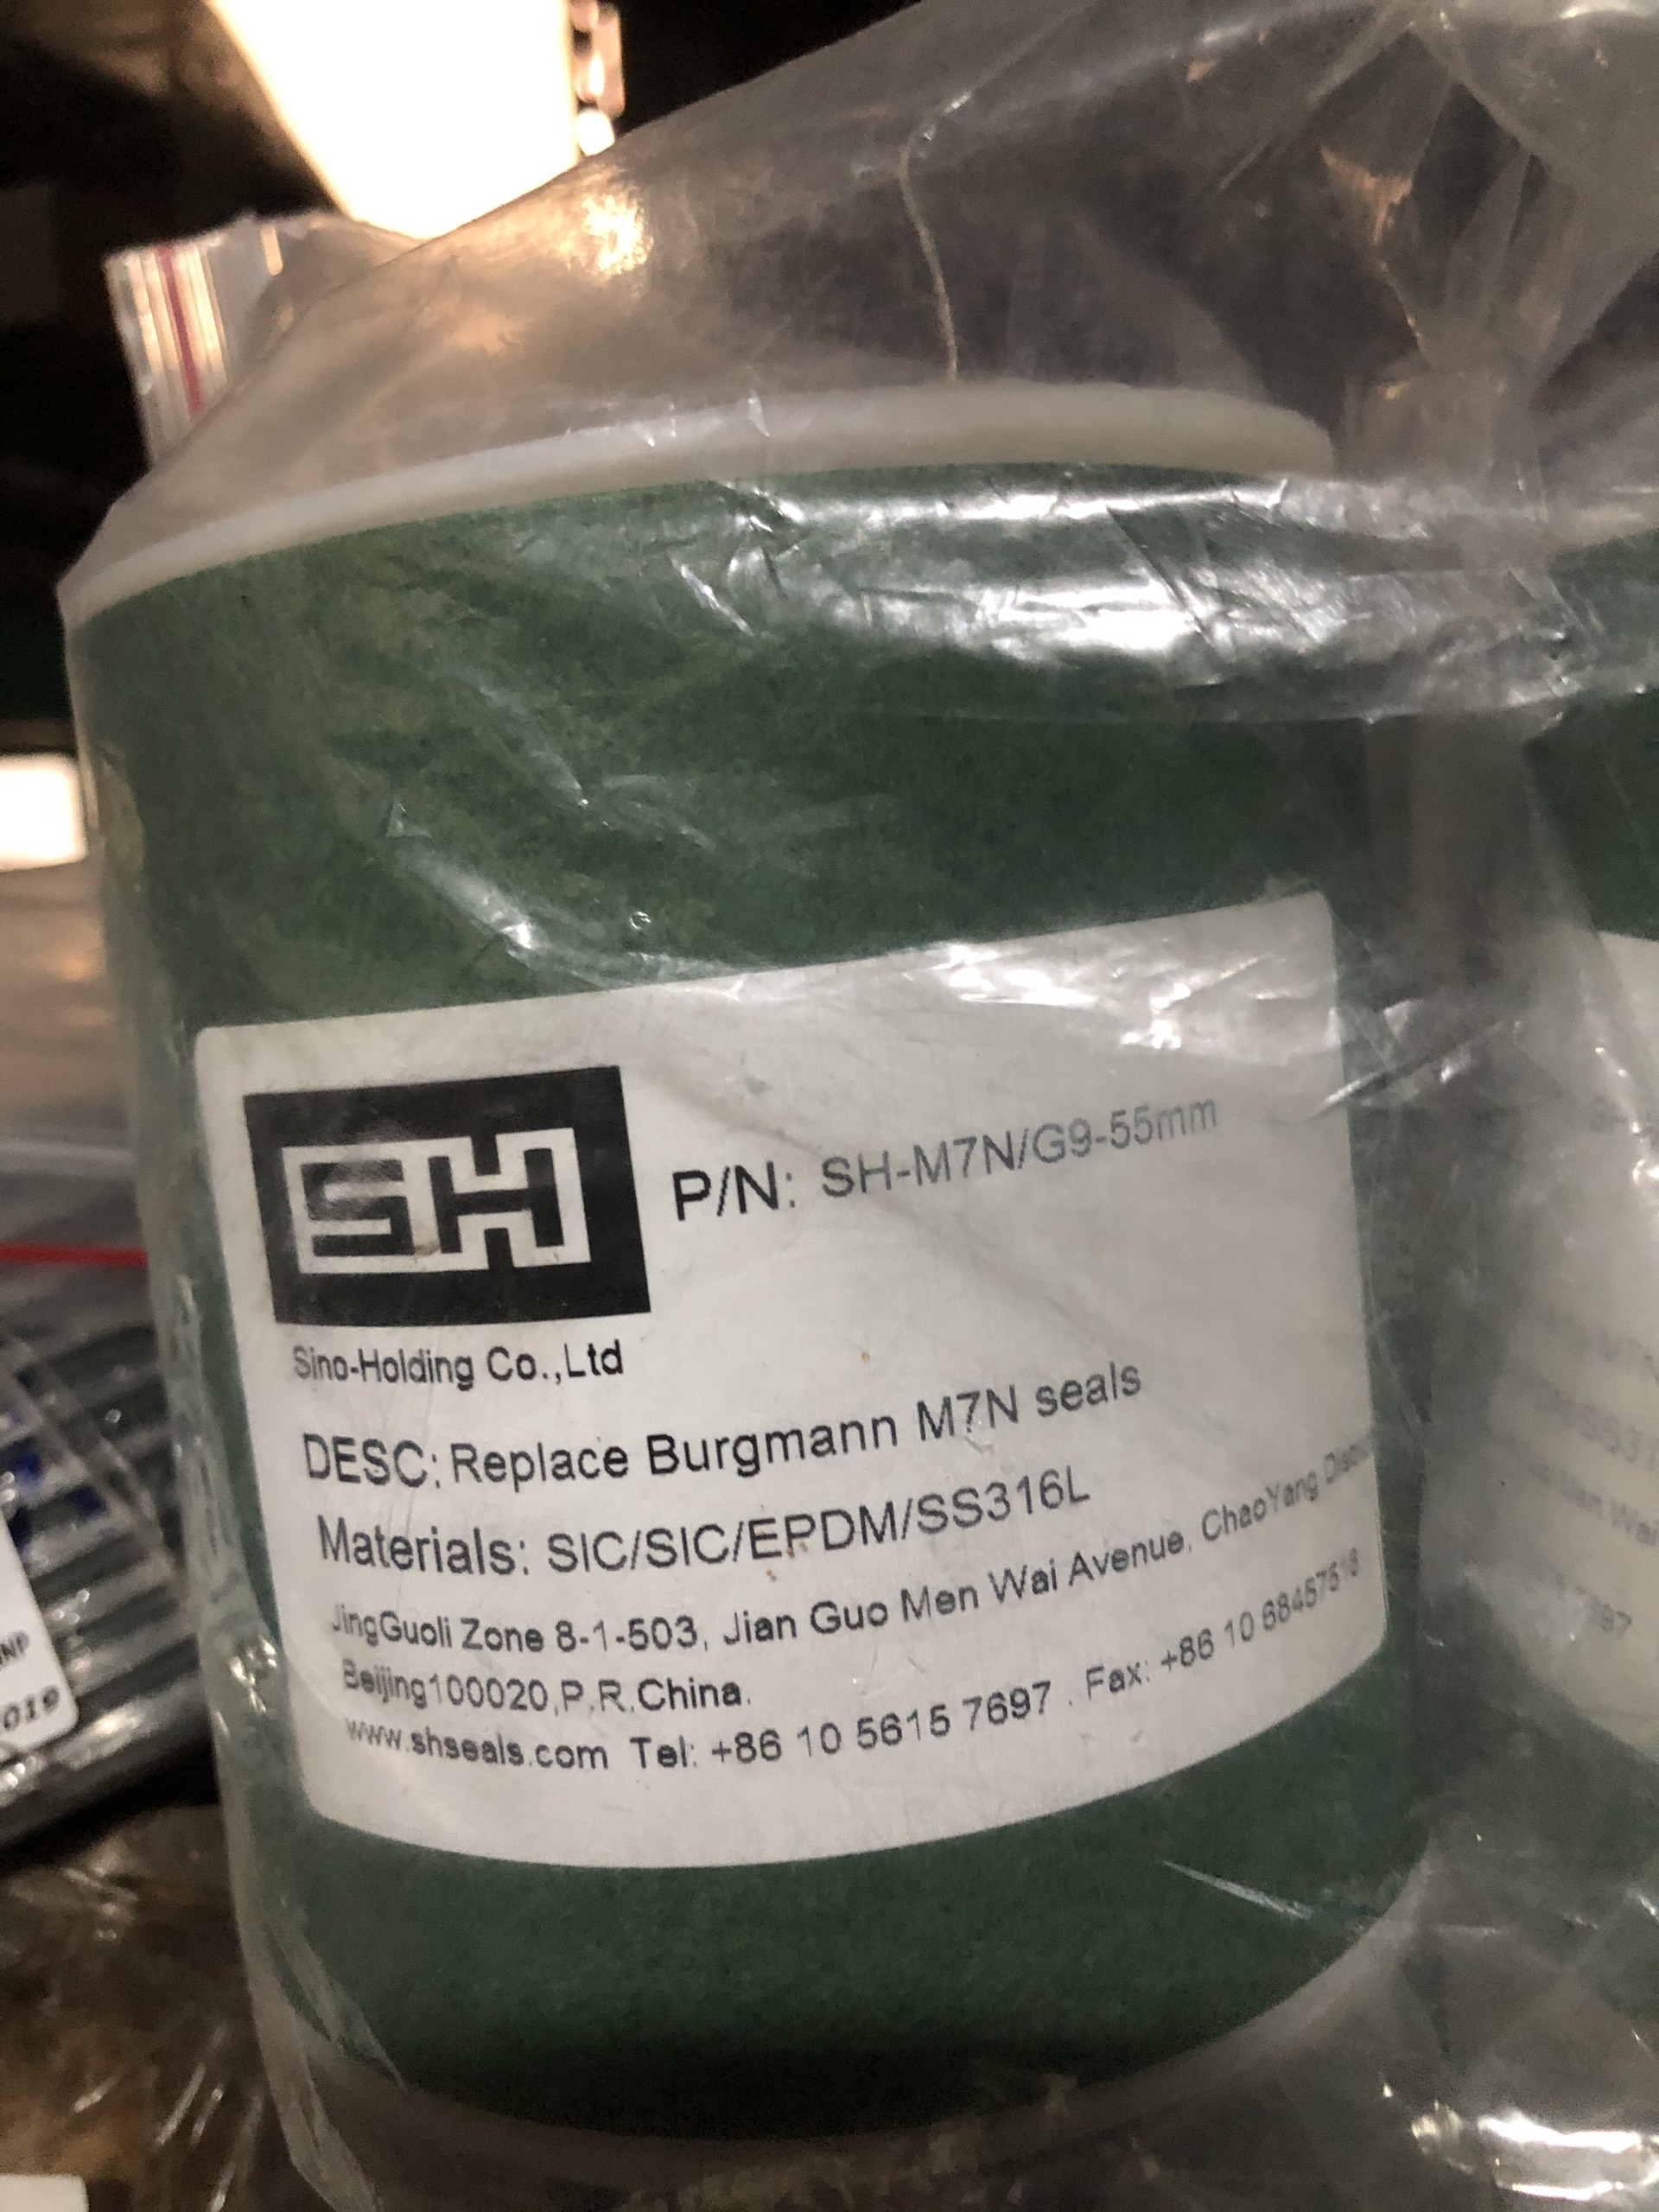 SH
P/N: SH-M7N/G9-55mm
Sino-Holding Co.,Ltd
DESC: Replace Burgmann M7N seals
Materials: SIC/SIC/EPDM/SS316L
JingGuoli Zone 8-1-503, Jian Guo Men Wai Avenue, ChaoYang
Beijing100020,P.R.China.
www.shseals.com Tel: +86 10 5615 7697 . Fax: +86 10 68457518
019